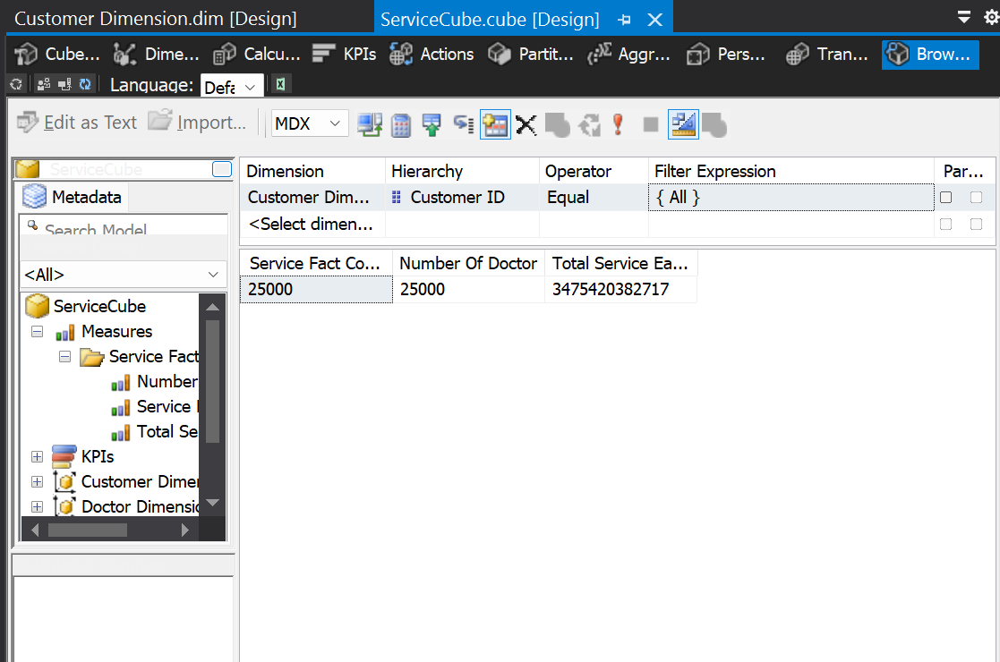 Customer Dimension.dim [Design]
ServiceCube.cube [Design]
Cube... Dime... Calcu... KPIs Actions Partit... Aggr... Pers... Tran... Brow...
Language: Defa
Edit as Text Import... MDX
ServiceCube
Metadata
Search Model
<All>
ServiceCube
Measures
Service Fact
Number
Service
Total Se
KPIs
Customer Dimen
Doctor Dimensio
Dimension Hierarchy Operator Filter Expression Par...
Customer Dim... Customer ID Equal { All }
<Select dimen...
Service Fact Co... Number Of Doctor Total Service Ea...
25000 25000 3475420382717